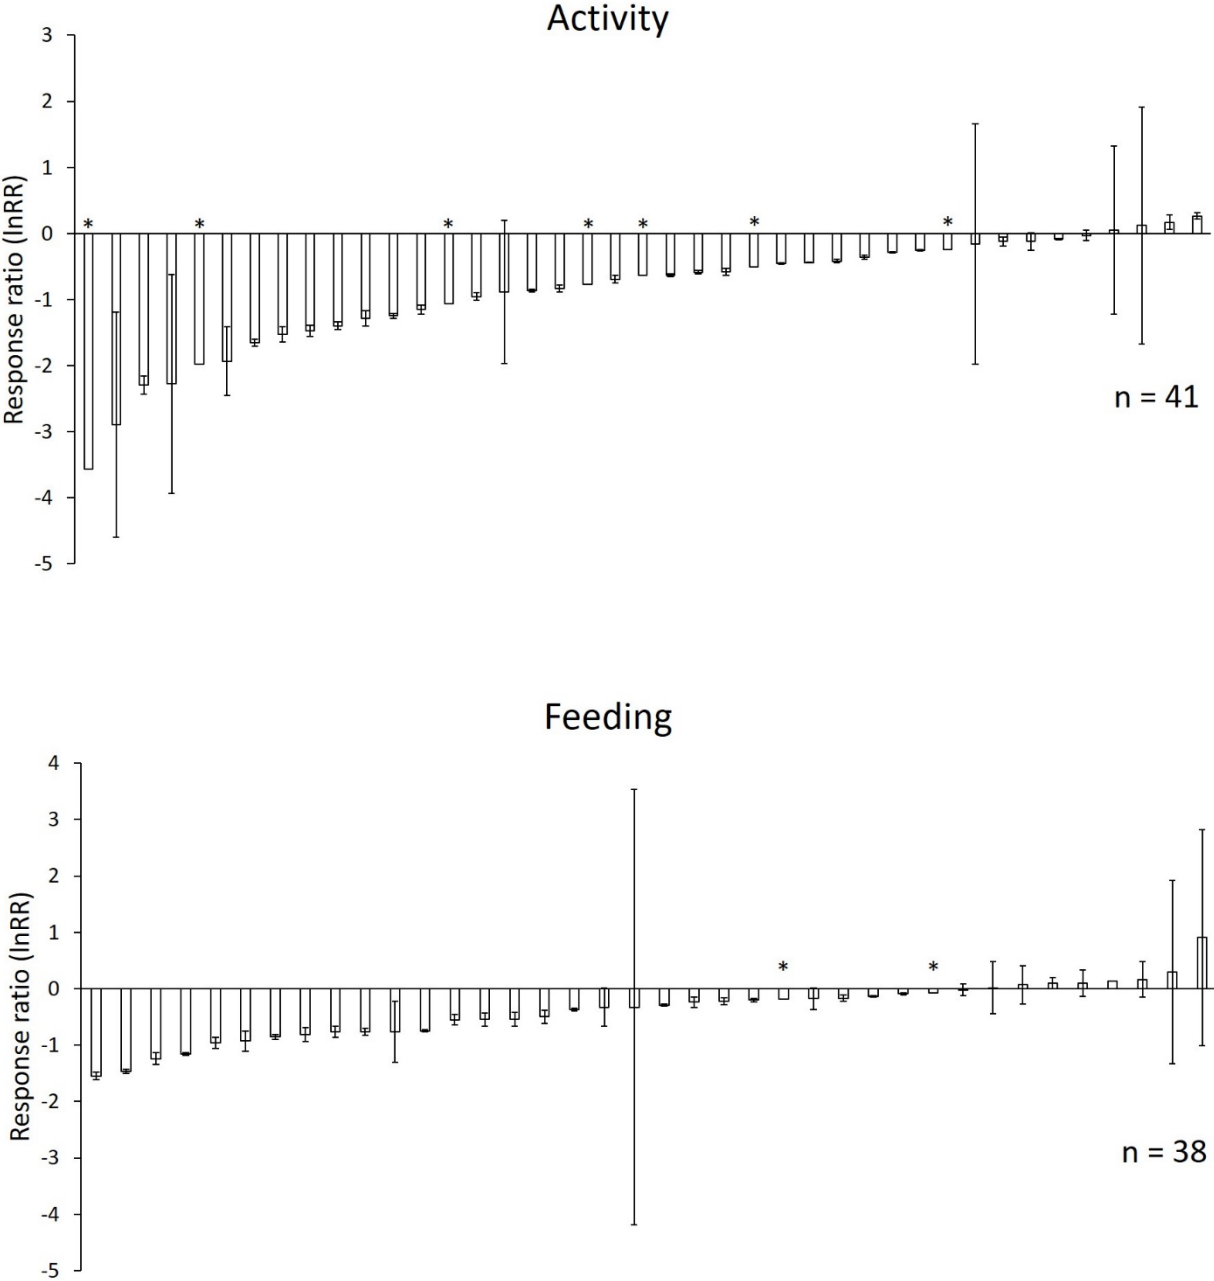 Activity
3
2
1
0
-1
-2
-3
-4
-5
Response ratio (lnRR)
* * * * * * *
n = 41
Feeding
4
3
2
1
0
-1
-2
-3
-4
-5
Response ratio (lnRR)
* *
n = 38